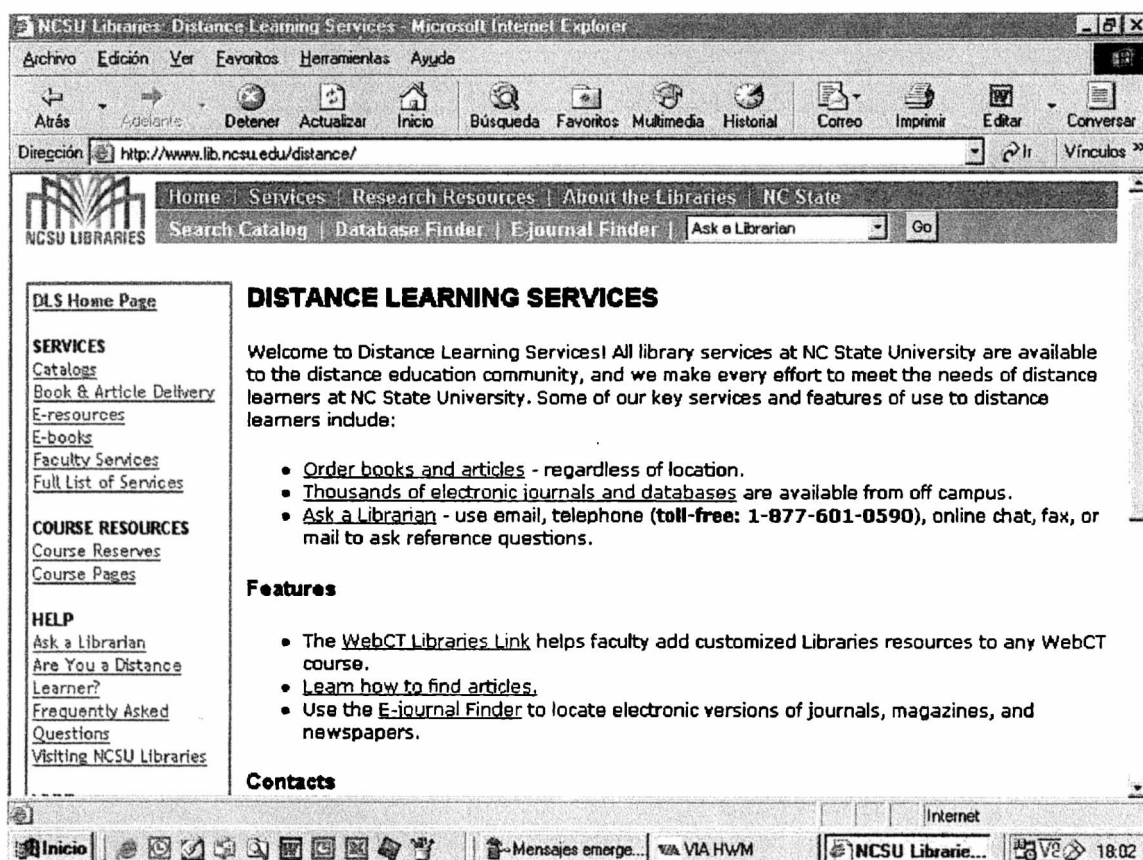 NCSU Libraries: Distance Learning Services - Microsoft Internet Explorer
Archivo Edición Ver Favoritos Herramientas Ayuda
Atrás Adelante Detener Actualizar Inicio Búsqueda Favoritos Multimedia Historial Correo Imprimir Editar Conversar
Dirección http://www.lib.ncsu.edu/distance/ Ir Vínculos »
NCSU LIBRARIES
Home | Services | Research Resources | About the Libraries | NC State
Search Catalog | Database Finder | E-journal Finder | Ask a Librarian Go
DLS Home Page
SERVICES
Catalogs
Book & Article Delivery
E-resources
E-books
Faculty Services
Full List of Services
COURSE RESOURCES
Course Reserves
Course Pages
HELP
Ask a Librarian
Are You a Distance
Learner?
Frequently Asked
Questions
Visiting NCSU Libraries
DISTANCE LEARNING SERVICES
Welcome to Distance Learning Services! All library services at NC State University are available
to the distance education community, and we make every effort to meet the needs of distance
learners at NC State University. Some of our key services and features of use to distance
learners include:
• Order books and articles - regardless of location.
• Thousands of electronic journals and databases are available from off campus.
• Ask a Librarian - use email, telephone (toll-free: 1-877-601-0590), online chat, fax, or
mail to ask reference questions.
Features
• The WebCT Libraries Link helps faculty add customized Libraries resources to any WebCT
course.
• Learn how to find articles.
• Use the E-journal Finder to locate electronic versions of journals, magazines, and
newspapers.
Contacts
Internet
Inicio Mensajes emerge... VIA HWM NCSU Librarie... 18:02